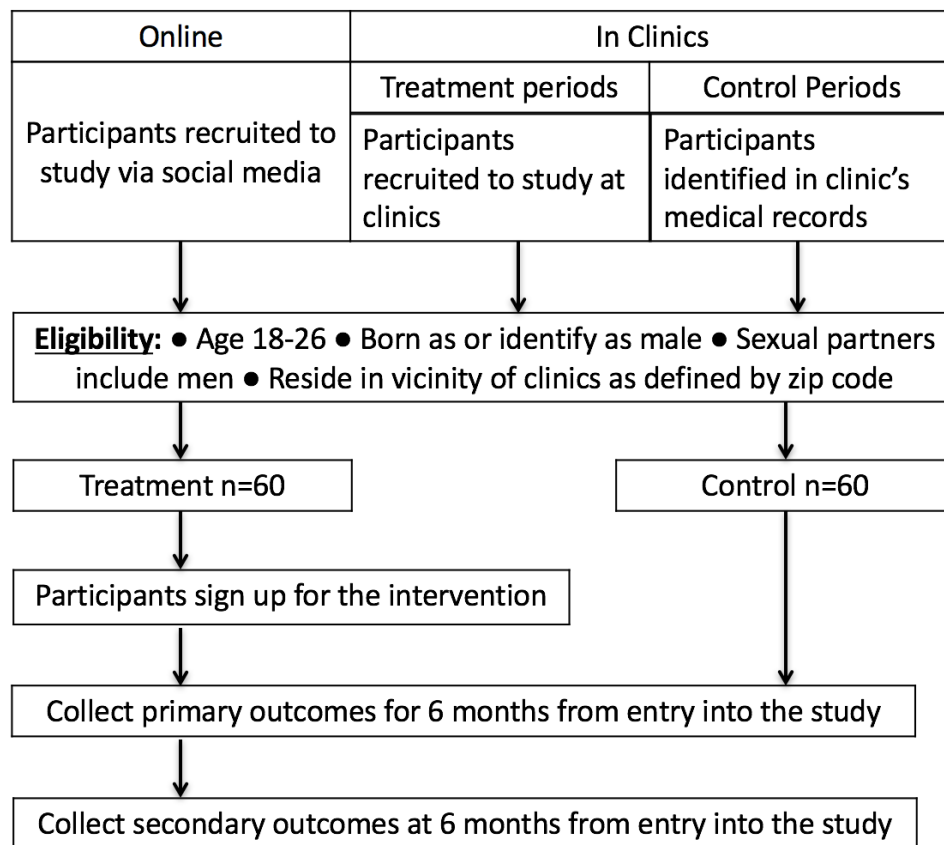 Online
In Clinics
Treatment periods
Control Periods
Participants recruited to
study via social media
Participants
recruited to study at
clinics
Participants
identified in clinic’s
medical records
Eligibility: ● Age 18-26 ● Born as or identify as male ● Sexual partners
include men ● Reside in vicinity of clinics as defined by zip code
Treatment n=60
Control n=60
Participants sign up for the intervention
Collect primary outcomes for 6 months from entry into the study
Collect secondary outcomes at 6 months from entry into the study